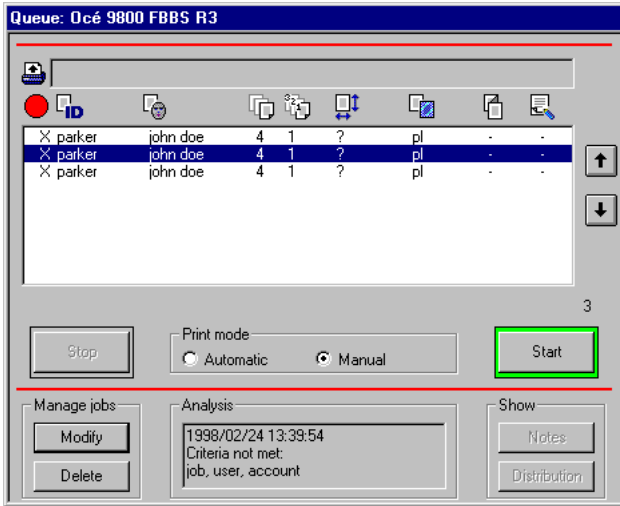 Queue: Océ 9800 FBBS R3
ID 321
X parker john doe 4 1 ? pl - -
X parker john doe 4 1 ? pl - -
X parker john doe 4 1 ? pl - -
3
Print mode
Stop Automatic Manual Start
Manage jobs Analysis Show
Modify 1998/02/24 13:39:54 Notes
Criteria not met:
Delete job, user, account Distribution